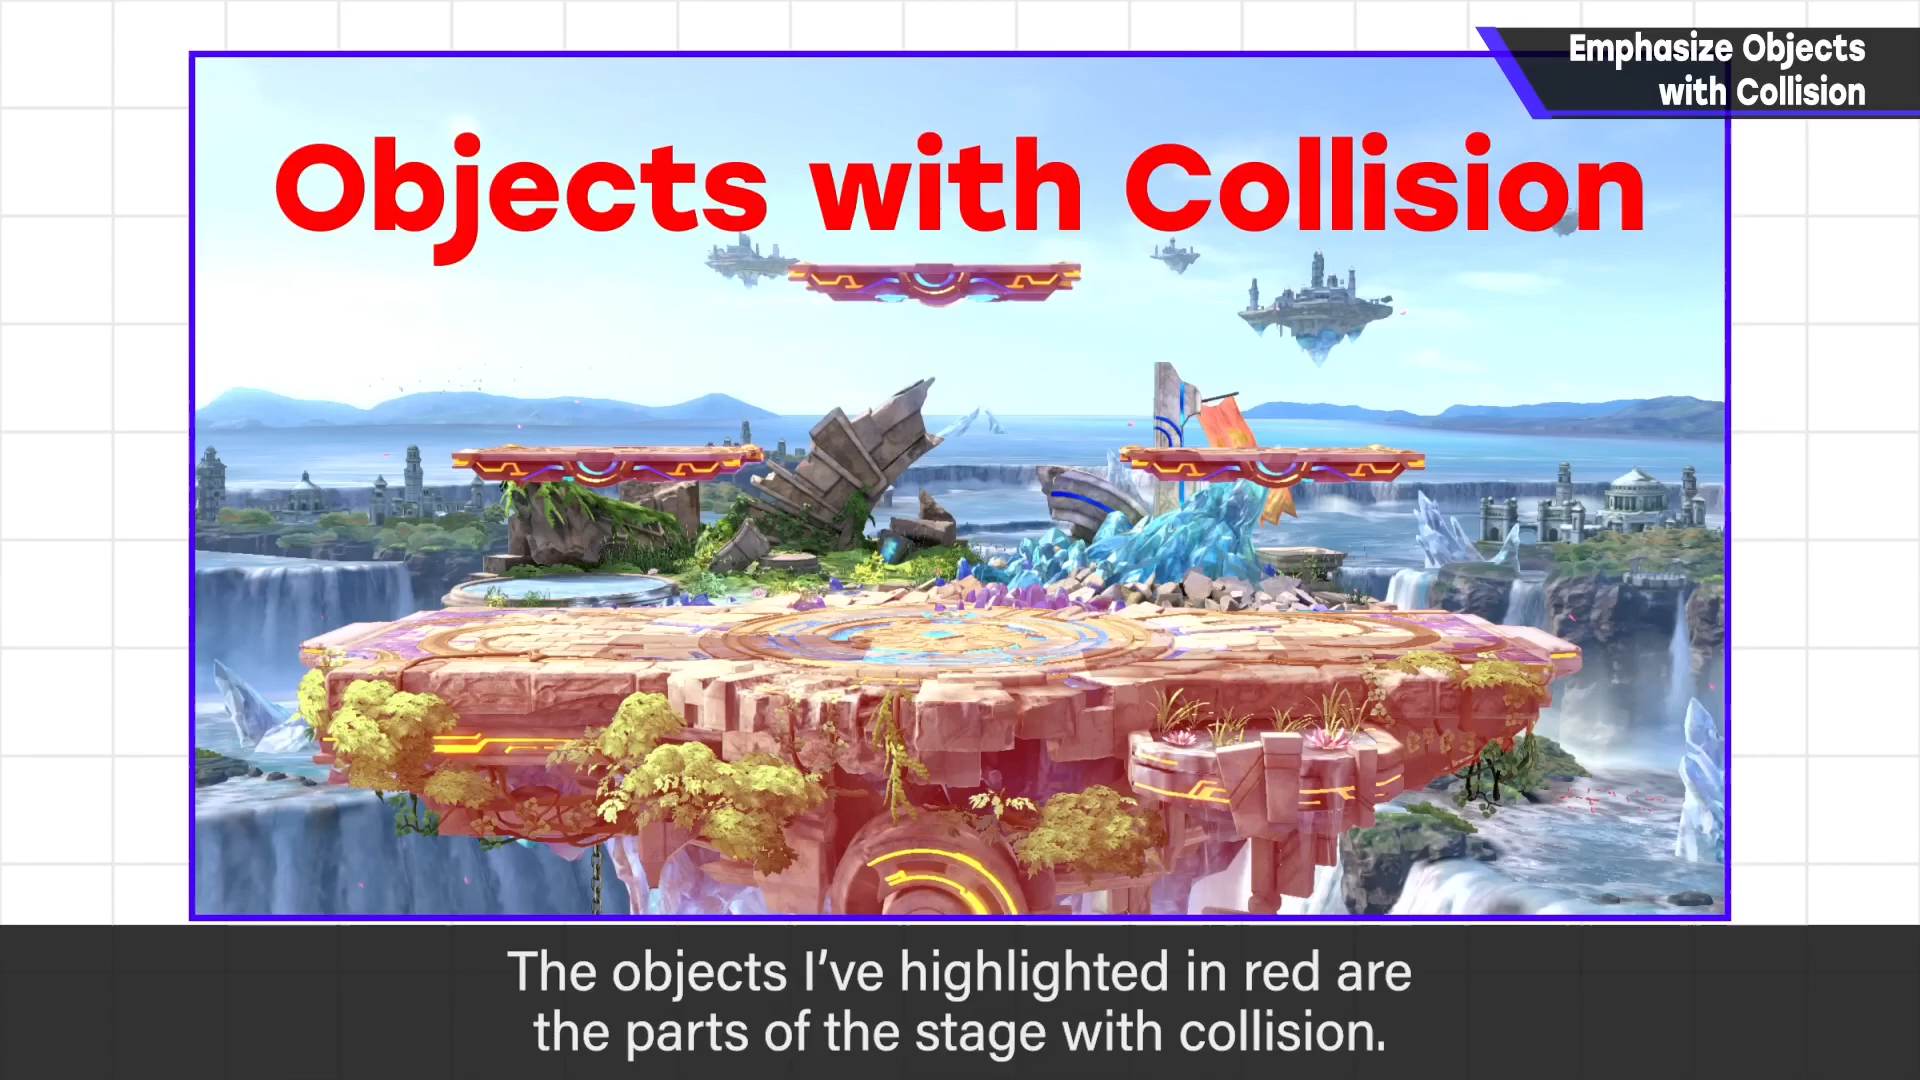 Emphasize Objects
with Collision
Objects with Collision
The objects I’ve highlighted in red are
the parts of the stage with collision.